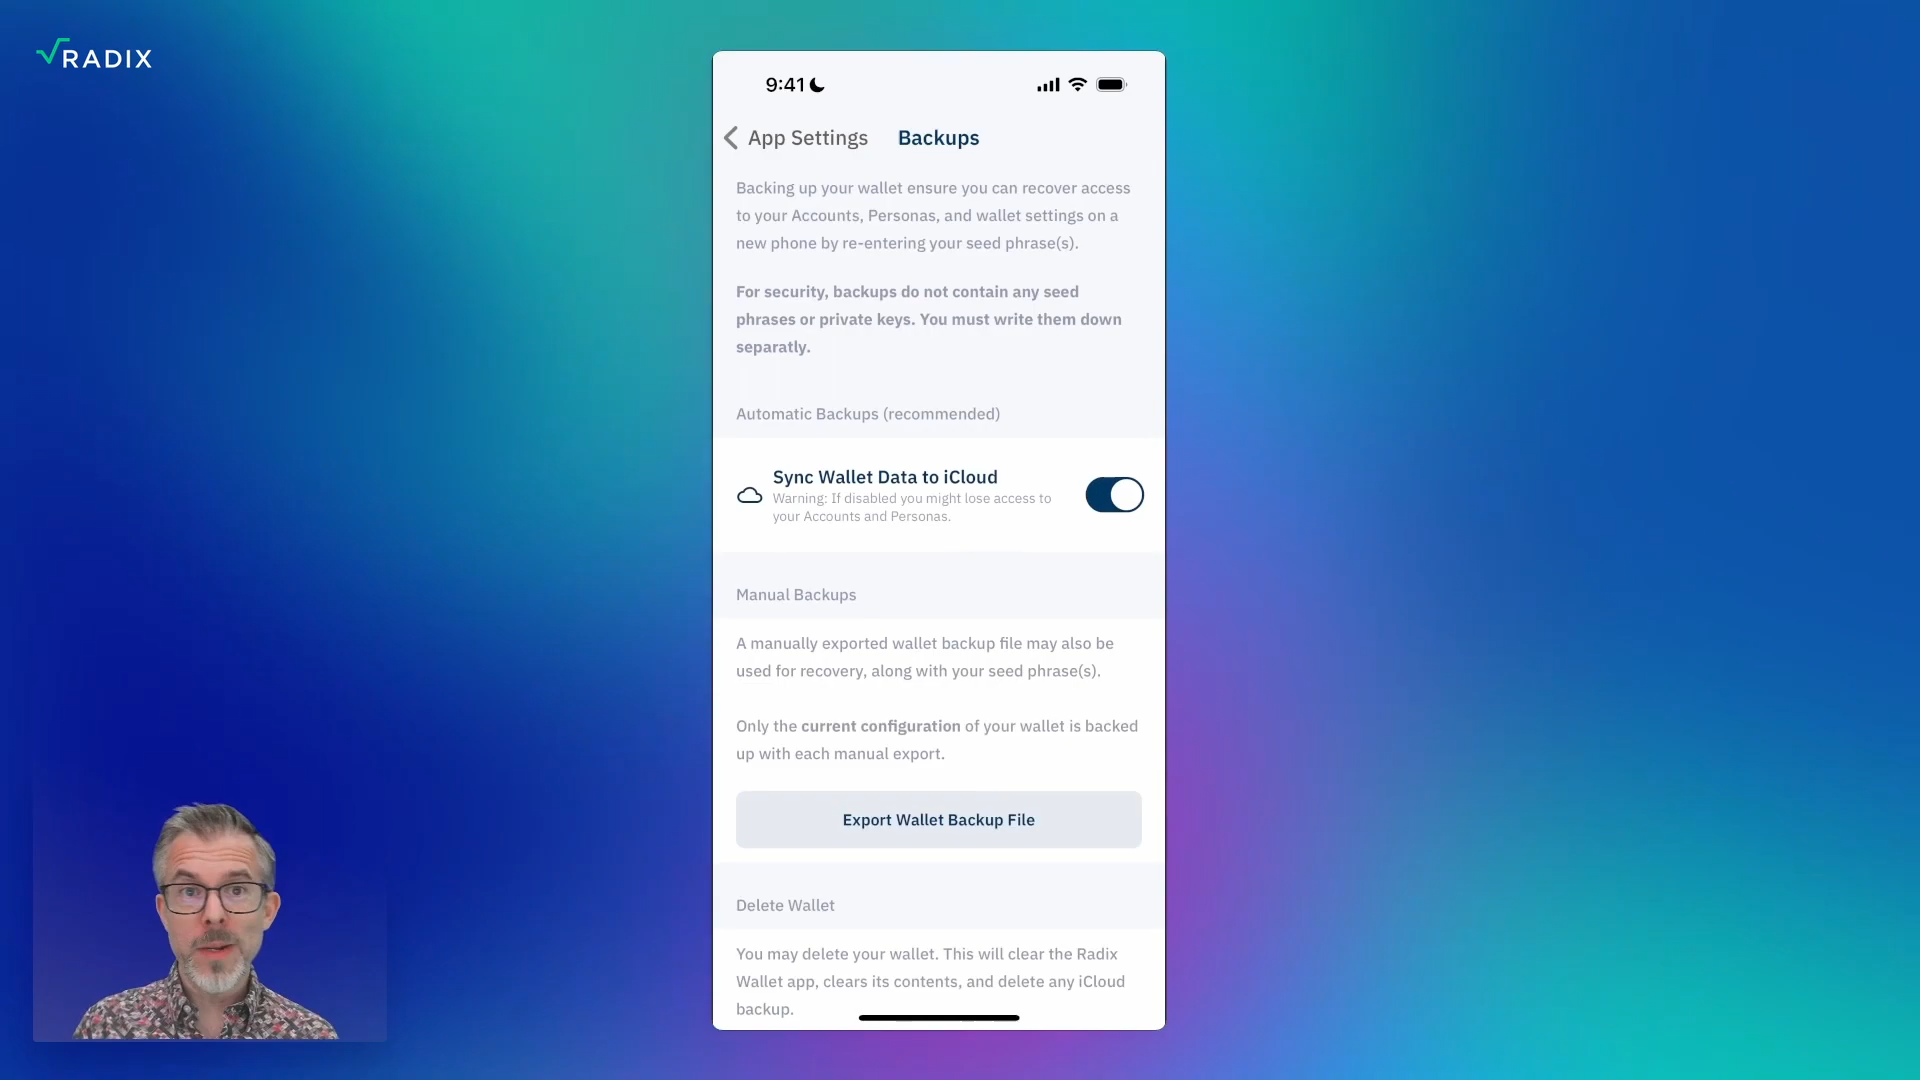 RADIX
9:41
App Settings
Backups
Backing up your wallet ensure you can recover access
to your Accounts, Personas, and wallet settings on a
new phone by re-entering your seed phrase(s).
For security, backups do not contain any seed
phrases or private keys. You must write them down
separatly.
Automatic Backups (recommended)
Sync Wallet Data to iCloud
Warning: If disabled you might lose access to
your Accounts and Personas.
Manual Backups
A manually exported wallet backup file may also be
used for recovery, along with your seed phrase(s).
Only the current configuration of your wallet is backed
up with each manual export.
Export Wallet Backup File
Delete Wallet
You may delete your wallet. This will clear the Radix
Wallet app, clears its contents, and delete any iCloud
backup.